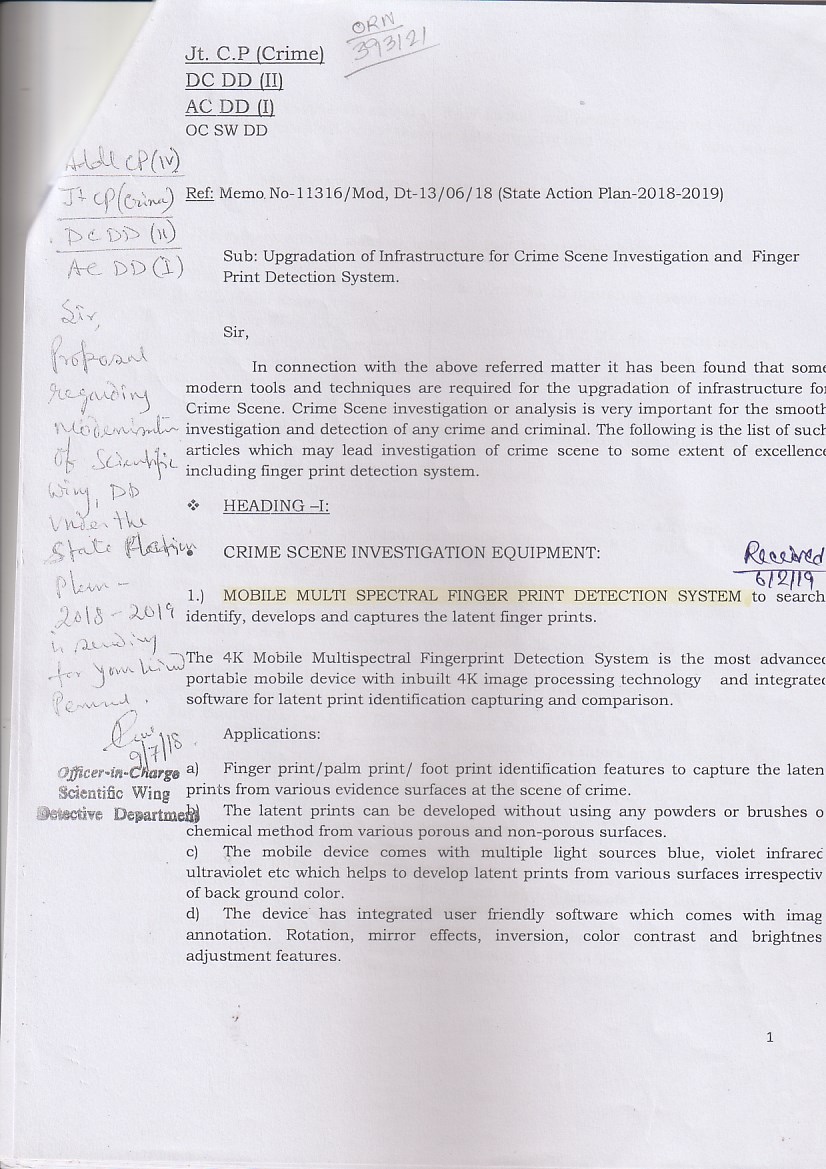 ORN
393/21
Jt. C.P (Crime)
DC DD (II)
AC DD (I)
OC SW DD
Addl CP (IV)
Jt CP (Crime)
DC DD (II)
AC DD (I)
Ref: Memo. No-11316/Mod, Dt-13/06/18 (State Action Plan-2018-2019)
Sub: Upgradation of Infrastructure for Crime Scene Investigation and Finger
Print Detection System.
Sir,
Proposal
regarding
Of Scientific
Wing, DD
Under the
State
Plan -
2018-2019
is sending
for your kind
Perusal.
9/7/18
Officer-in-Charge
Scientific Wing
Detective Department
Sir,
In connection with the above referred matter it has been found that some
modern tools and techniques are required for the upgradation of infrastructure for
Crime Scene. Crime Scene investigation or analysis is very important for the smooth
investigation and detection of any crime and criminal. The following is the list of such
articles which may lead investigation of crime scene to some extent of excellence
including finger print detection system.
❖ HEADING –I:
CRIME SCENE INVESTIGATION EQUIPMENT:
Received
6/2/19
1.) MOBILE MULTI SPECTRAL FINGER PRINT DETECTION SYSTEM to search
identify, develops and captures the latent finger prints.
The 4K Mobile Multispectral Fingerprint Detection System is the most advanced
portable mobile device with inbuilt 4K image processing technology and integrated
software for latent print identification capturing and comparison.
Applications:
a) Finger print/palm print/ foot print identification features to capture the laten
prints from various evidence surfaces at the scene of crime.
b) The latent prints can be developed without using any powders or brushes o
chemical method from various porous and non-porous surfaces.
c) The mobile device comes with multiple light sources blue, violet infrared
ultraviolet etc which helps to develop latent prints from various surfaces irrespectiv
of back ground color.
d) The device has integrated user friendly software which comes with imag
annotation. Rotation, mirror effects, inversion, color contrast and brightnes
adjustment features.
1